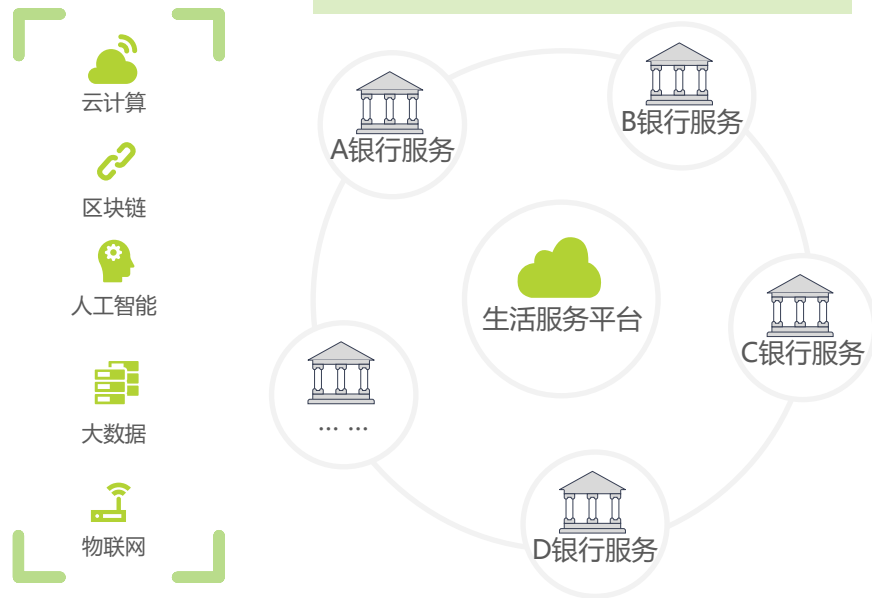 云计算
区块链
人工智能
大数据
物联网
A银行服务
B银行服务
生活服务平台
C银行服务
... ...
D银行服务